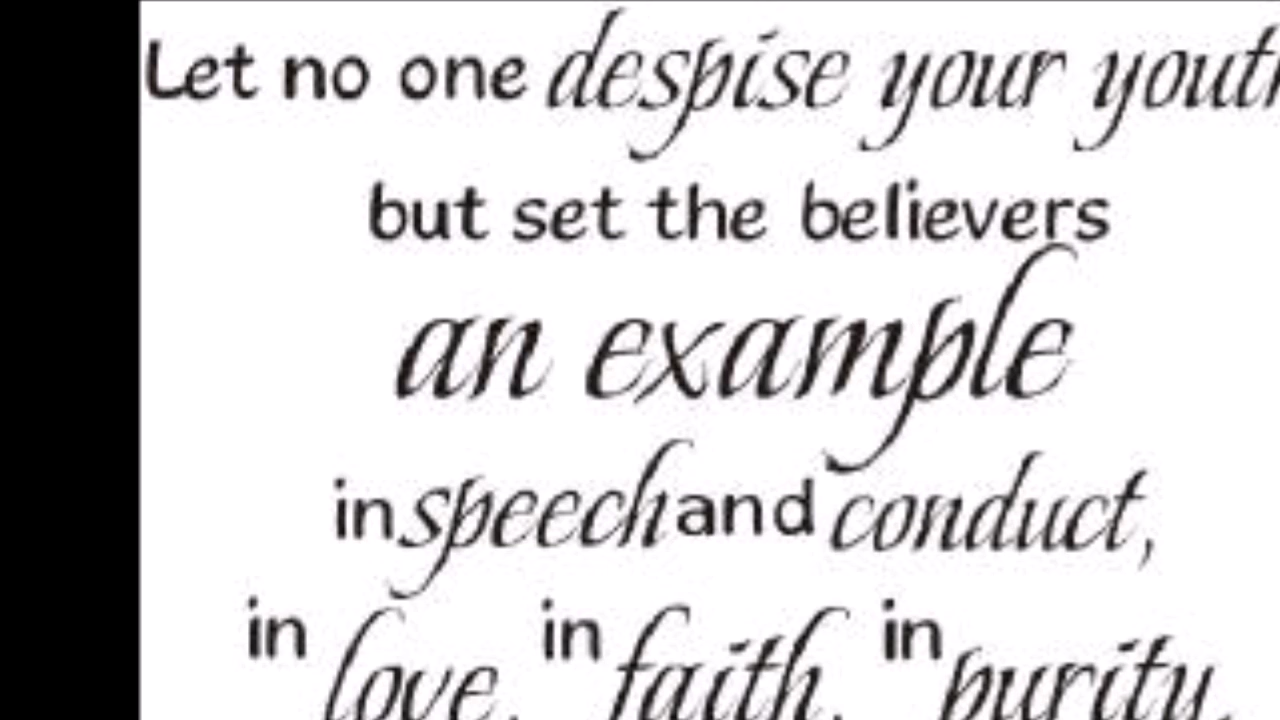 Let no one despise your youth
but set the believers
an example
in speech and conduct,
in love, in faith, in purity.